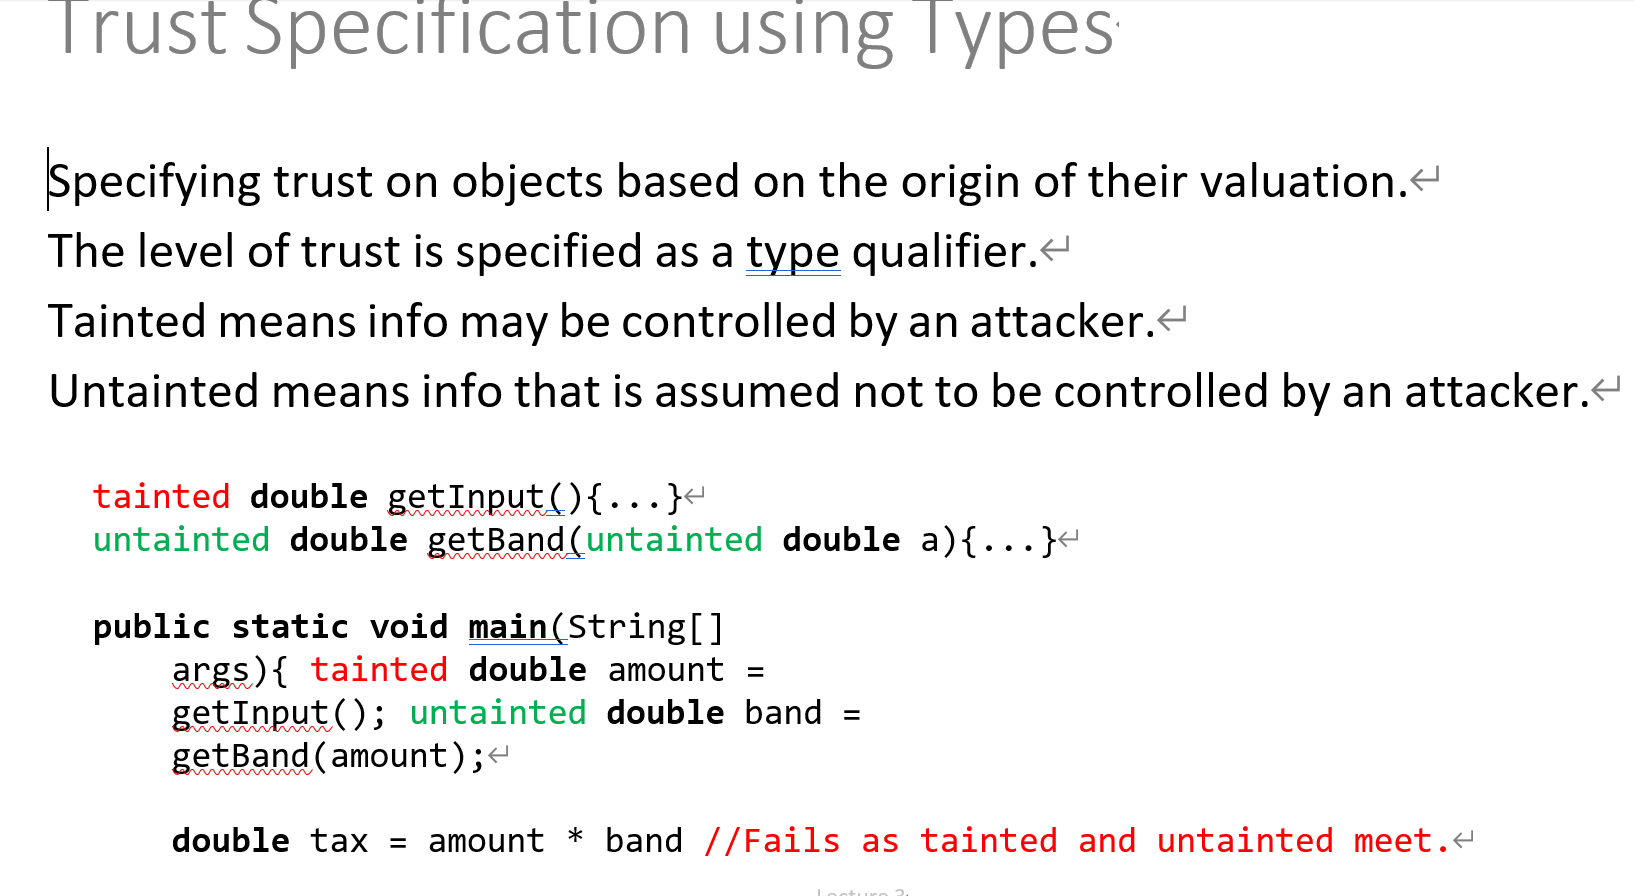 Trust Specification using Types
Specifying trust on objects based on the origin of their valuation.
The level of trust is specified as a type qualifier.
Tainted means info may be controlled by an attacker.
Untainted means info that is assumed not to be controlled by an attacker.
tainted double getInput(){...}
untainted double getBand(untainted double a){...}
public static void main(String[]
args){ tainted double amount =
getInput(); untainted double band =
getBand(amount);
double tax = amount * band //Fails as tainted and untainted meet.
Lecture 3